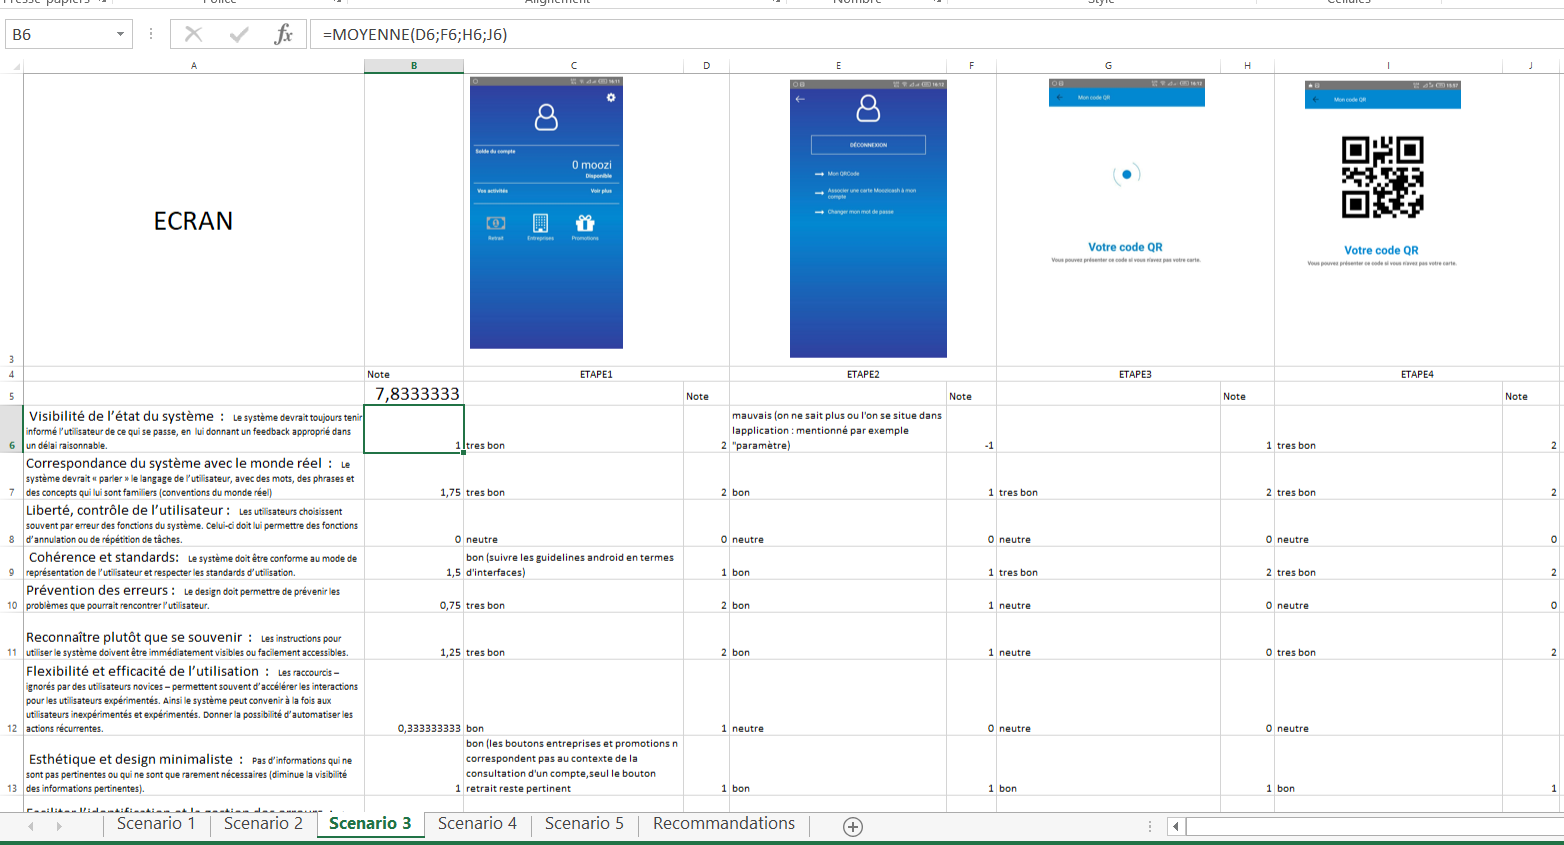 B6
fx
=MOYENNE(D6;F6;H6;J6)
A B C D E F G H I J
3
ECRAN
Solde du compte
0 moozi
Disponible
Vos activités Voir plus
Retrait Entreprises Promotions
DÉCONNEXION
Mon QRCode
Associer une carte Moozicash à mon
compte
Changer mon mot de passe
Mon code QR
Votre code QR
Vous pouvez présenter ce code si vous n'avez pas votre carte.
Mon code QR
Votre code QR
Vous pouvez présenter ce code si vous n'avez pas votre carte.
4 Note ETAPE1 ETAPE2 ETAPE3 ETAPE4
5 7,8333333 Note Note Note Note
6 Visibilité de l'état du système : Le système devrait toujours tenir
informé l'utilisateur de ce qui se passe, en lui donnant un feedback approprié dans
un délai raisonnable.
1 tres bon 2
mauvais (on ne sait plus ou l'on se situe dans
lapplication : mentionné par exemple
"paramètre)
-1 1 tres bon 2
7 Correspondance du système avec le monde réel : Le
système devrait « parler » le langage de l'utilisateur, avec des mots, des phrases et
des concepts qui lui sont familiers (conventions du monde réel)
1,75 tres bon 2 bon 1 tres bon 2 tres bon 2
8 Liberté, contrôle de l'utilisateur : Les utilisateurs choisissent
souvent par erreur des fonctions du système. Celui-ci doit lui permettre des fonctions
d'annulation ou de répétition de tâches.
0 neutre 0 neutre 0 neutre 0 neutre 0
9 Cohérence et standards: Le système doit être conforme au mode de
représentation de l'utilisateur et respecter les standards d'utilisation.
1,5
bon (suivre les guidelines android en termes
d'interfaces)
1 bon 1 tres bon 2 tres bon 2
10 Prévention des erreurs : Le design doit permettre de prévenir les
problèmes que pourrait rencontrer l'utilisateur.
0,75 tres bon 2 bon 1 neutre 0 neutre 0
11 Reconnaître plutôt que se souvenir : Les instructions pour
utiliser le système doivent être immédiatement visibles ou facilement accessibles.
1,25 tres bon 2 bon 1 neutre 0 tres bon 2
12 Flexibilité et efficacité de l'utilisation : Les raccourcis –
ignorés par des utilisateurs novices – permettent souvent d'accélérer les interactions
pour les utilisateurs expérimentés. Ainsi le système peut convenir à la fois aux
utilisateurs inexpérimentés et expérimentés. Donner la possibilité d'automatiser les
actions récurrentes.
0,333333333 bon 1 neutre 0 neutre 0 neutre
13 Esthétique et design minimaliste : Pas d'informations qui ne
sont pas pertinentes ou qui ne sont que rarement nécessaires (diminue la visibilité
des informations pertinentes).
1
bon (les boutons entreprises et promotions n
correspondent pas au contexte de la
consultation d'un compte,seul le bouton
retrait reste pertinent
1 bon 1 bon 1 bon 1
Scenario 1 Scenario 2 Scenario 3 Scenario 4 Scenario 5 Recommandations